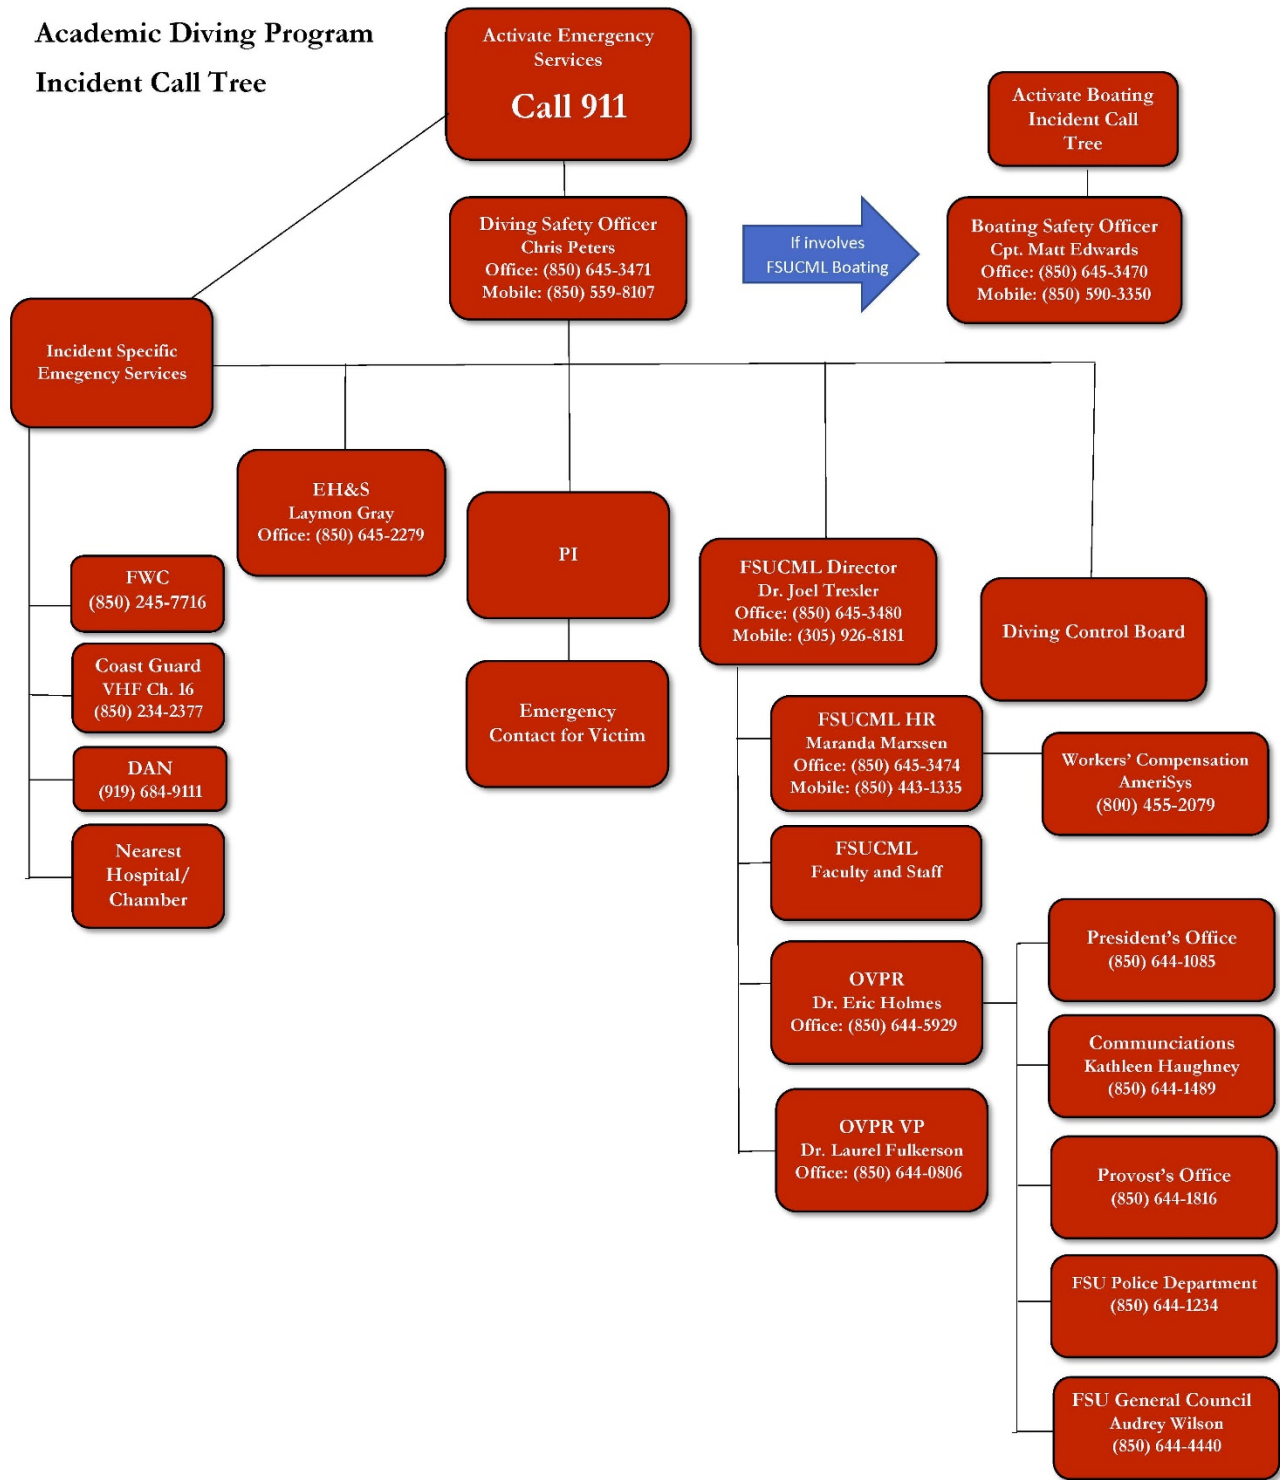 Academic Diving Program
Incident Call Tree
Activate Emergency
Services
Call 911
Activate Boating
Incident Call
Tree
Diving Safety Officer
Chris Peters
Office: (850) 645-3471
Mobile: (850) 559-8107
If involves
FSUCML Boating
Boating Safety Officer
Cpt. Matt Edwards
Office: (850) 645-3470
Mobile: (850) 590-3350
Incident Specific
Emegency Services
EH&S
Laymon Gray
Office: (850) 645-2279
PI
FSUCML Director
Dr. Joel Trexler
Office: (850) 645-3480
Mobile: (305) 926-8181
Diving Control Board
FWC
(850) 245-7716
Coast Guard
VHF Ch. 16
(850) 234-2377
DAN
(919) 684-9111
Nearest
Hospital/
Chamber
Emergency
Contact for Victim
FSUCML HR
Maranda Marxsen
Office: (850) 645-3474
Mobile: (850) 443-1335
Workers' Compensation
AmeriSys
(800) 455-2079
FSUCML
Faculty and Staff
OVPR
Dr. Eric Holmes
Office: (850) 644-5929
OVPR VP
Dr. Laurel Fulkerson
Office: (850) 644-0806
President's Office
(850) 644-1085
Communciations
Kathleen Haughney
(850) 644-1489
Provost's Office
(850) 644-1816
FSU Police Department
(850) 644-1234
FSU General Council
Audrey Wilson
(850) 644-4440